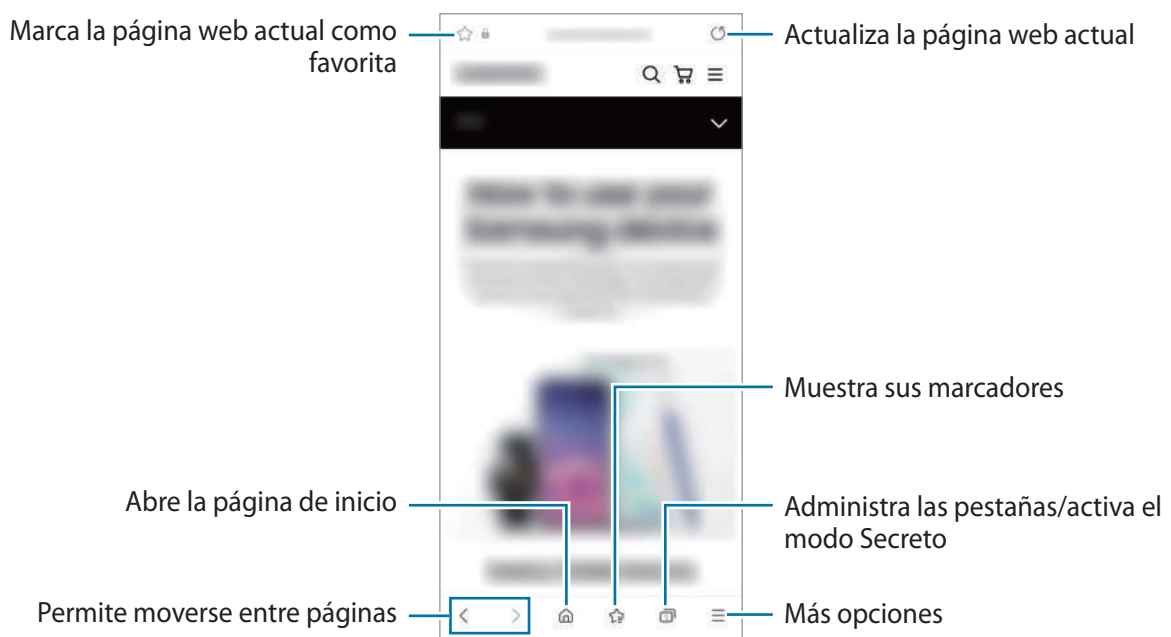 Marca la página web actual como
favorita
Actualiza la página web actual
Muestra sus marcadores
Abre la página de inicio
Administra las pestañas/activa el
modo Secreto
Permite moverse entre páginas
Más opciones